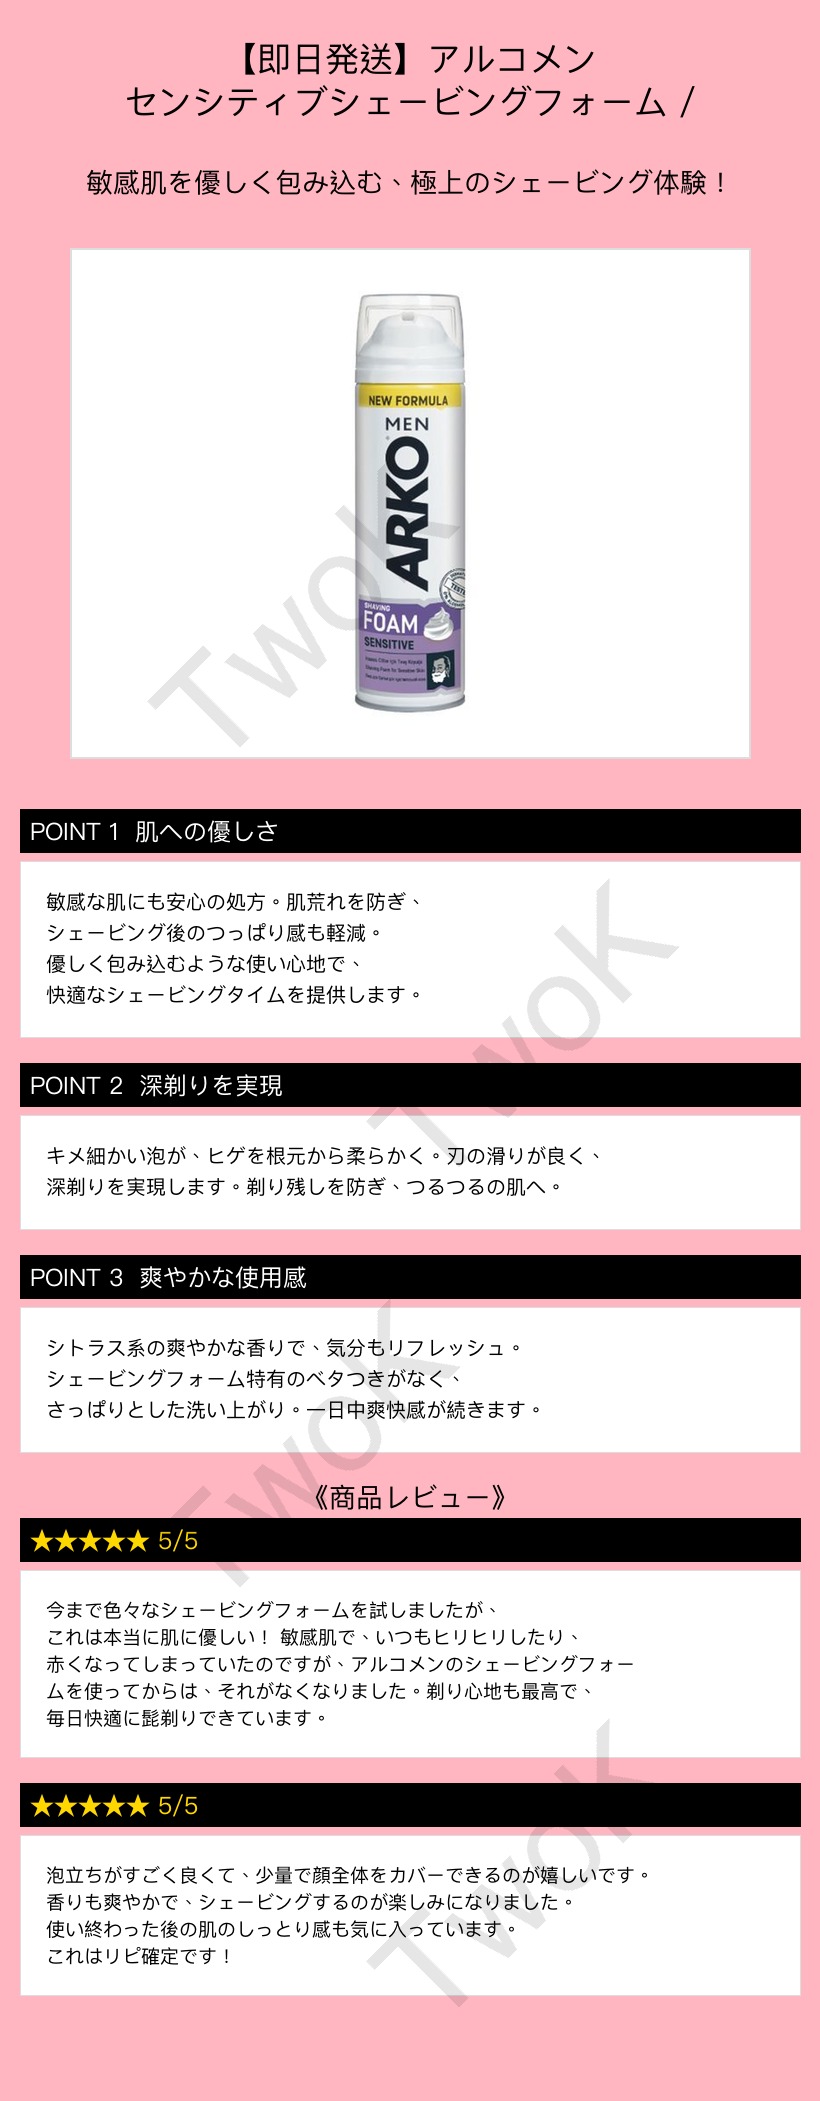 【即日発送】アルコメン
センシティブシェービングフォーム /
敏感肌を優しく包み込む、極上のシェービング体験！
NEW FORMULA
MEN
ARKO
SHAVING
FOAM
SENSITIVE
Shaving Foam for Sensitive Skin
TwoK
POINT 1 肌への優しさ
敏感な肌にも安心の処方。肌荒れを防ぎ、
シェービング後のつっぱり感も軽減。
優しく包み込むような使い心地で、
快適なシェービングタイムを提供します。
TwoK
POINT 2 深剃りを実現
キメ細かい泡が、ヒゲを根元から柔らかく。刃の滑りが良く、
深剃りを実現します。剃り残しを防ぎ、つるつるの肌へ。
POINT 3 爽やかな使用感
シトラス系の爽やかな香りで、気分もリフレッシュ。
シェービングフォーム特有のベタつきがなく、
さっぱりとした洗い上がり。一日中爽快感が続きます。
TwoK
《商品レビュー》
★★★★★ 5/5
今まで色々なシェービングフォームを試しましたが、
これは本当に肌に優しい！ 敏感肌で、いつもヒリヒリしたり、
赤くなってしまっていたのですが、アルコメンのシェービングフォー
ムを使ってからは、それがなくなりました。剃り心地も最高で、
毎日快適に髭剃りできています。
★★★★★ 5/5
泡立ちがすごく良くて、少量で顔全体をカバーできるのが嬉しいです。
香りも爽やかで、シェービングするのが楽しみになりました。
使い終わった後の肌のしっとり感も気に入っています。
これはリピ確定です！
TwoK